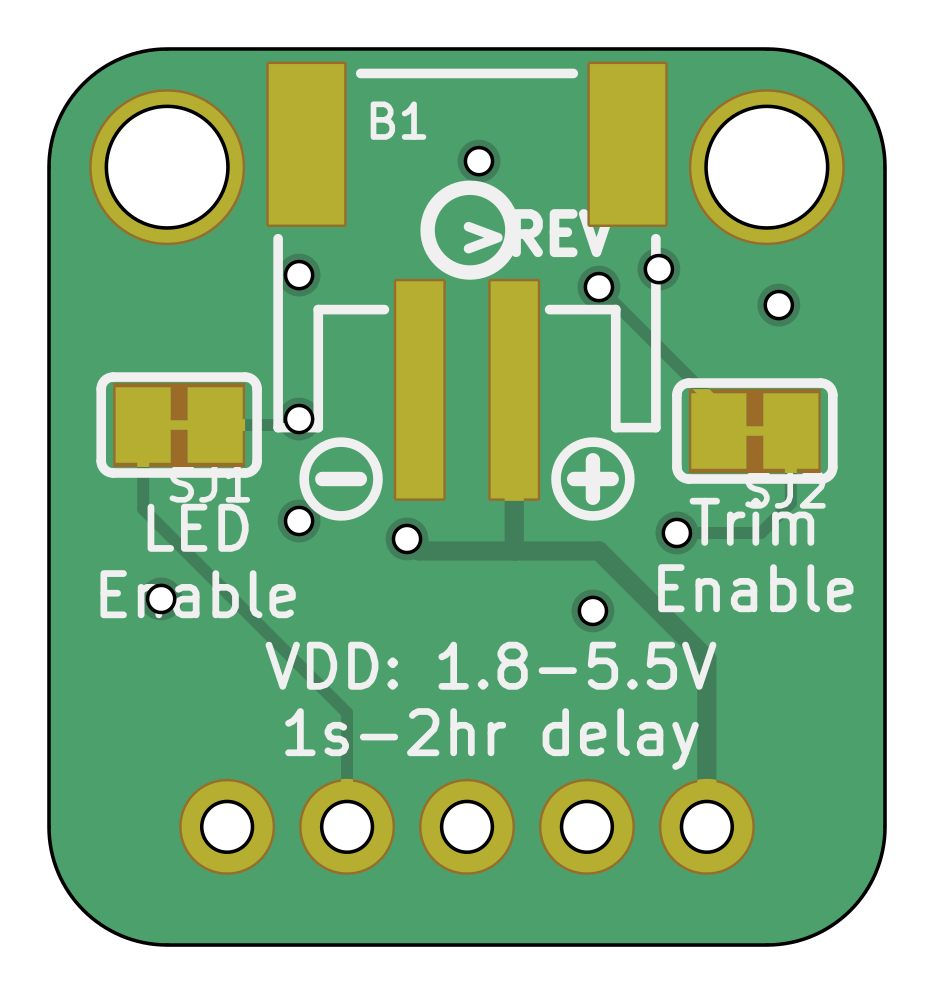 B1
>REV
SJ1
SJ2
LED
Enable
Trim
Enable
VDD: 1.8-5.5V
1s-2hr delay